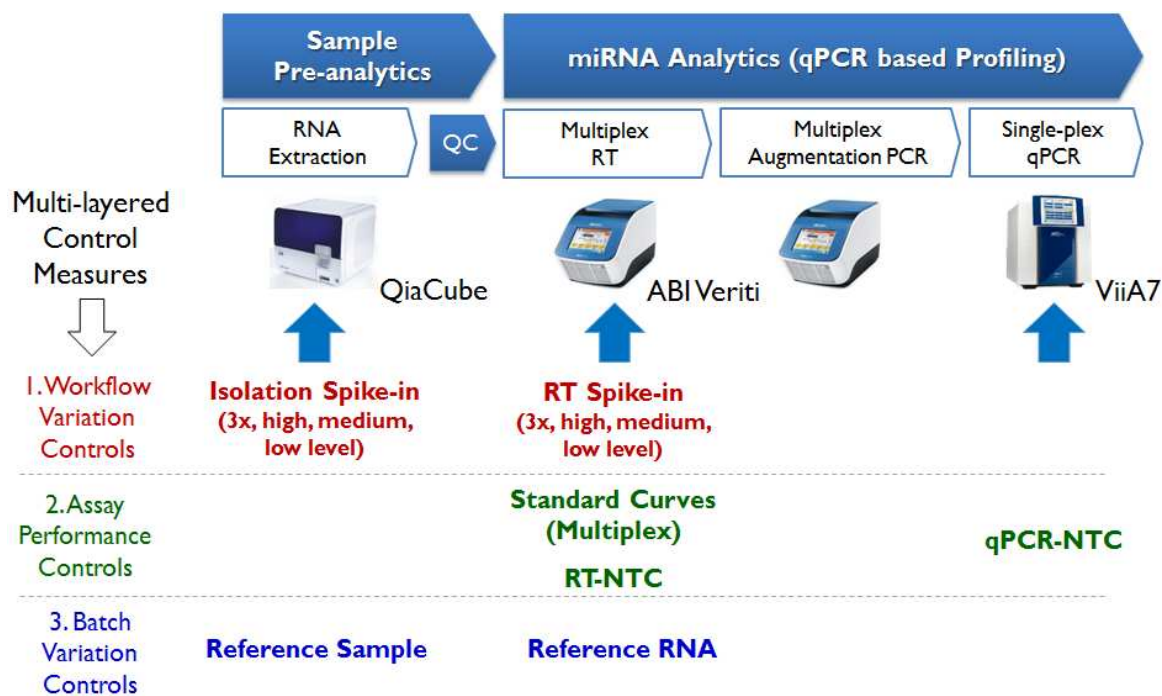 Sample
Pre-analytics
miRNA Analytics (qPCR based Profiling)
RNA
Extraction
QC
Multiplex
RT
Multiplex
Augmentation PCR
Single-plex
qPCR
Multi-layered
Control
Measures
QiaCube
ABI Veriti
ViiA7
1. Workflow
Variation
Controls
Isolation Spike-in
(3x, high, medium,
low level)
RT Spike-in
(3x, high, medium,
low level)
2. Assay
Performance
Controls
Standard Curves
(Multiplex)
RT-NTC
qPCR-NTC
3. Batch
Variation
Controls
Reference Sample
Reference RNA